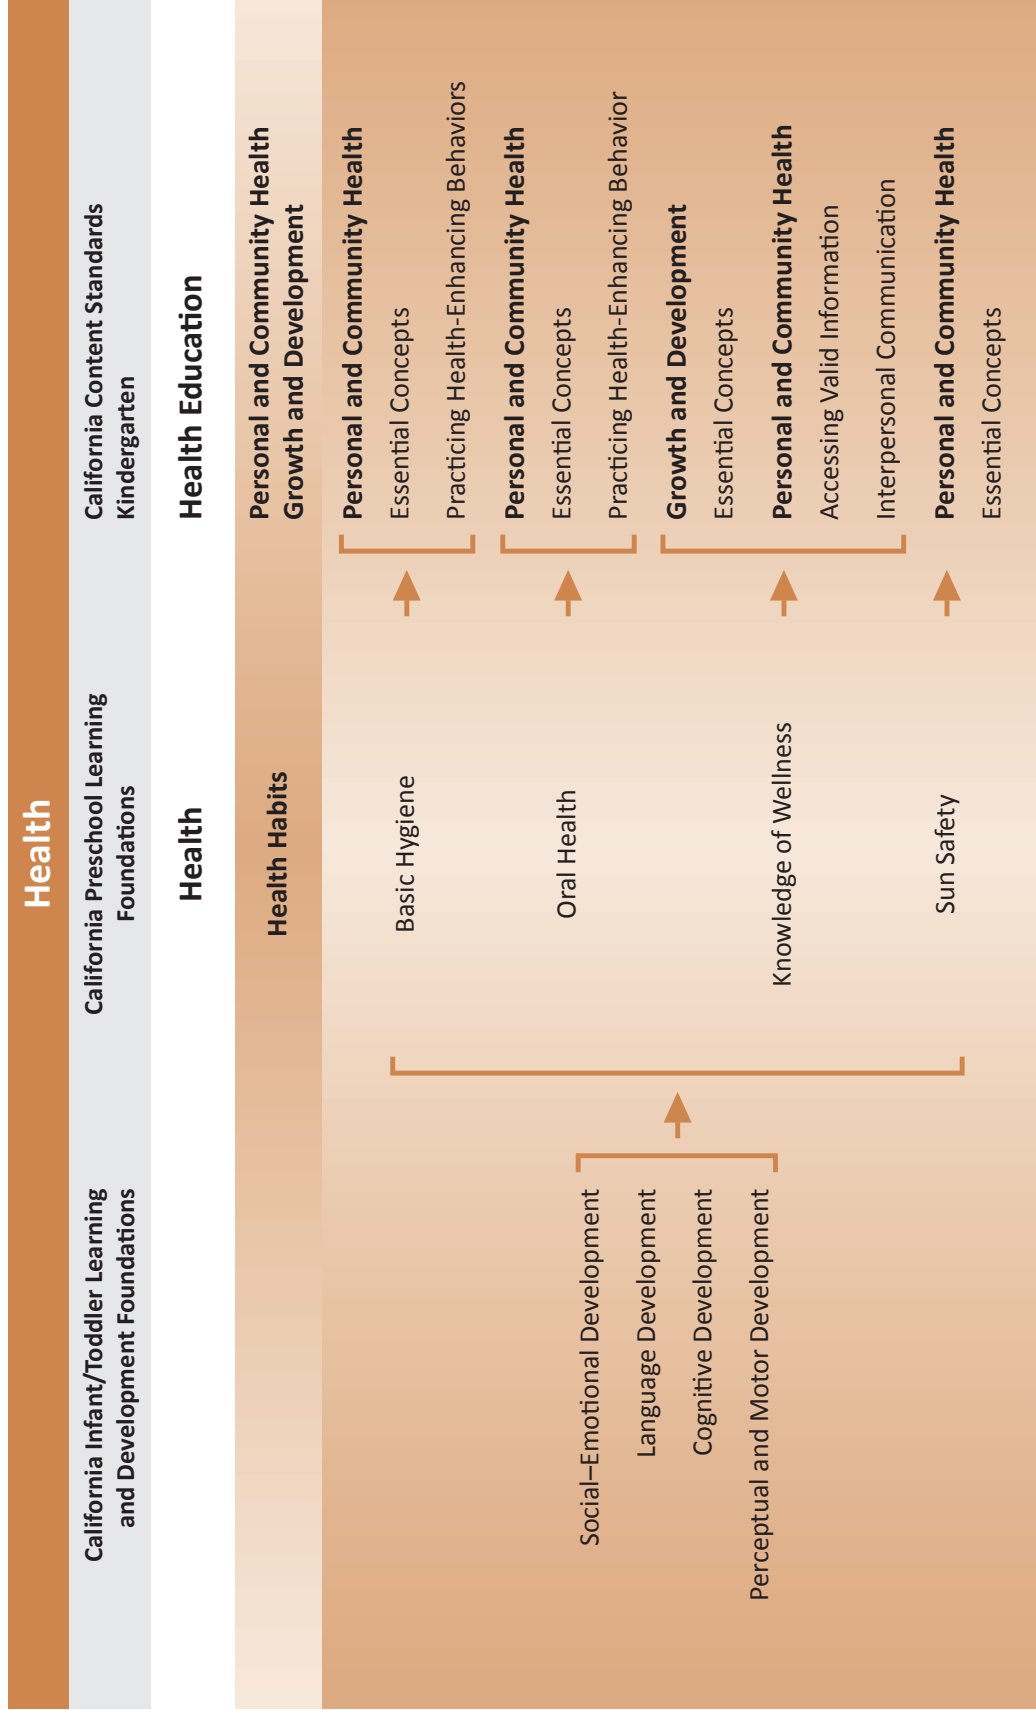 Health
California Infant/Toddler Learning
and Development Foundations
California Preschool Learning
Foundations
California Content Standards
Kindergarten
Health
Health Education
Health Habits
Personal and Community Health
Growth and Development
Social–Emotional Development
Language Development
Cognitive Development
Perceptual and Motor Development
Basic Hygiene
Personal and Community Health
Essential Concepts
Practicing Health-Enhancing Behaviors
Oral Health
Personal and Community Health
Essential Concepts
Practicing Health-Enhancing Behavior
Knowledge of Wellness
Growth and Development
Essential Concepts
Personal and Community Health
Accessing Valid Information
Interpersonal Communication
Sun Safety
Personal and Community Health
Essential Concepts